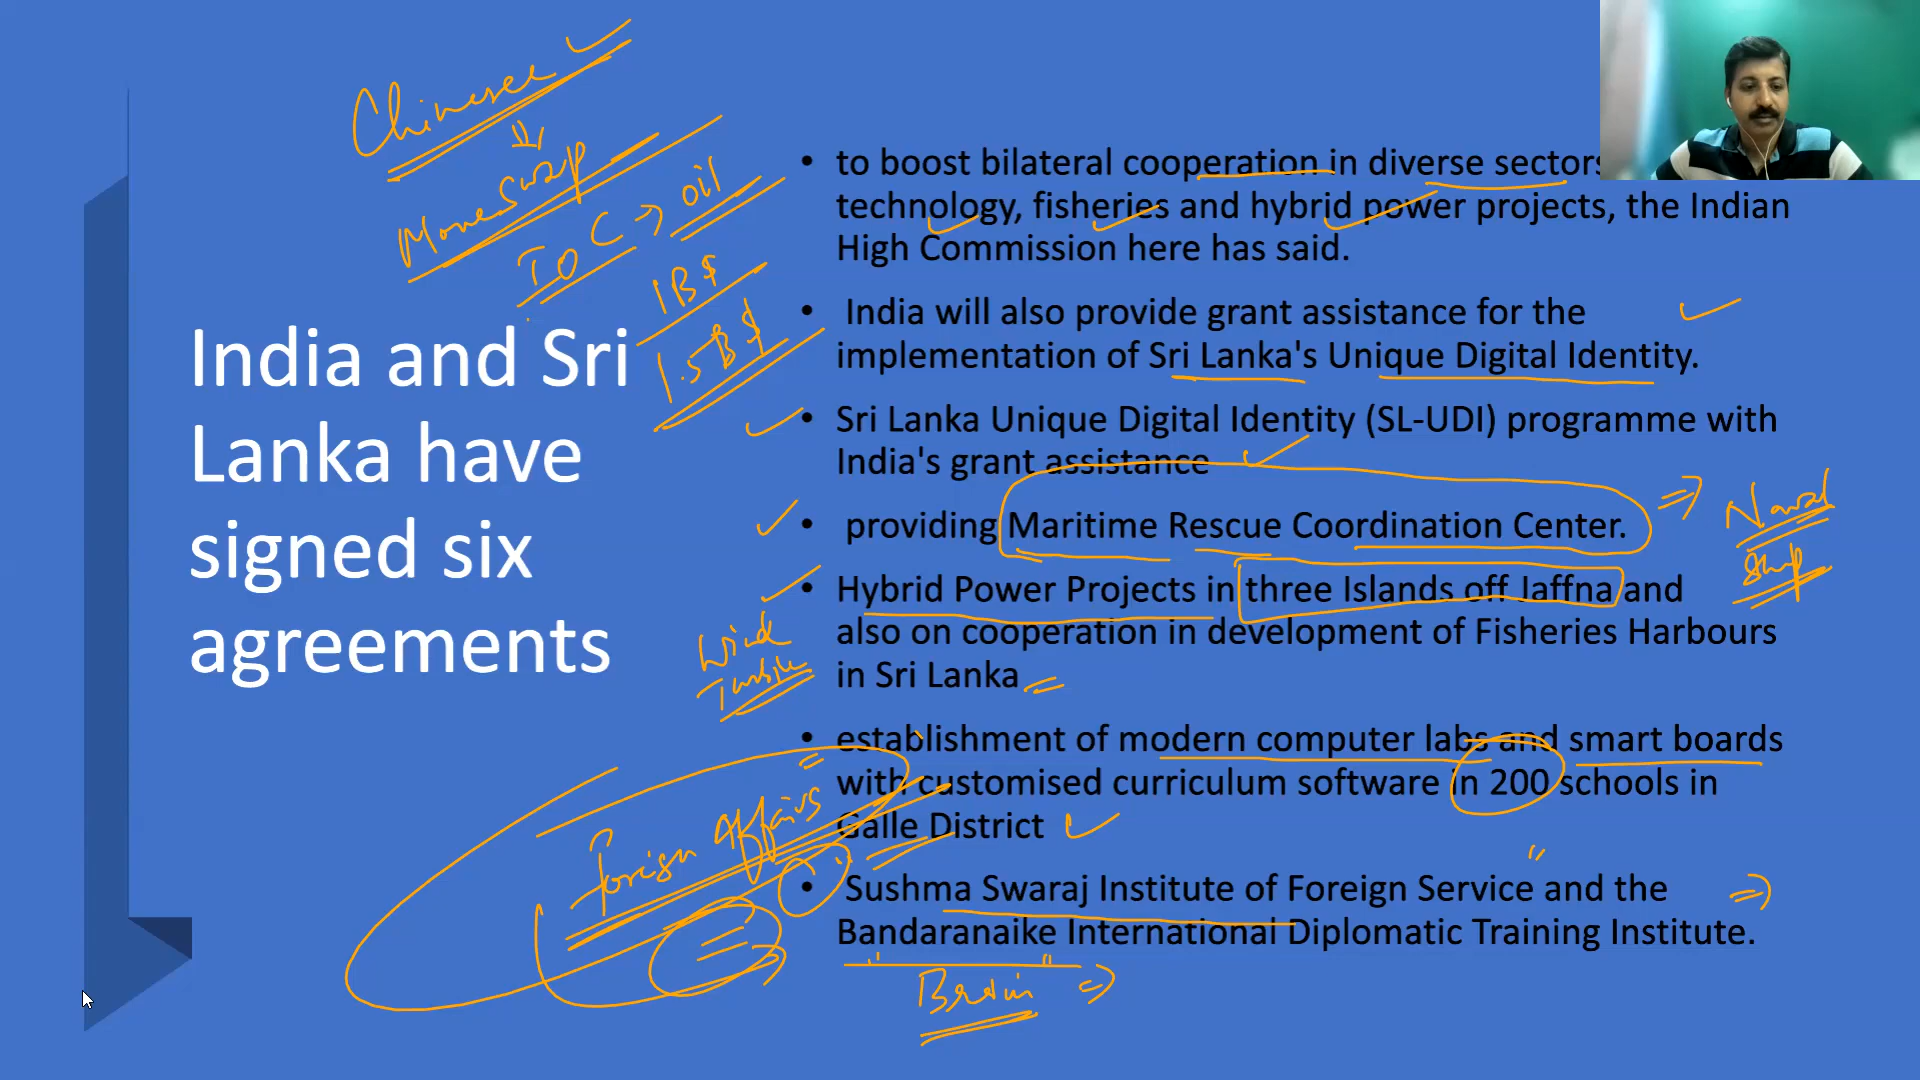 India and Sri
Lanka have
signed six
agreements
• to boost bilateral cooperation in diverse sectors
technology, fisheries and hybrid power projects, the Indian
High Commission here has said.
• India will also provide grant assistance for the
implementation of Sri Lanka's Unique Digital Identity.
• Sri Lanka Unique Digital Identity (SL-UDI) programme with
India's grant assistance
• providing Maritime Rescue Coordination Center.
• Hybrid Power Projects in three Islands off Jaffna and
also on cooperation in development of Fisheries Harbours
in Sri Lanka
• establishment of modern computer labs and smart boards
with customised curriculum software in 200 schools in
Galle District
• Sushma Swaraj Institute of Foreign Service and the
Bandaranaike International Diplomatic Training Institute.
Chinese
swap
IOC → oil
1B$
1.5B$
Naval
Ship
Wind
Foreign Affairs